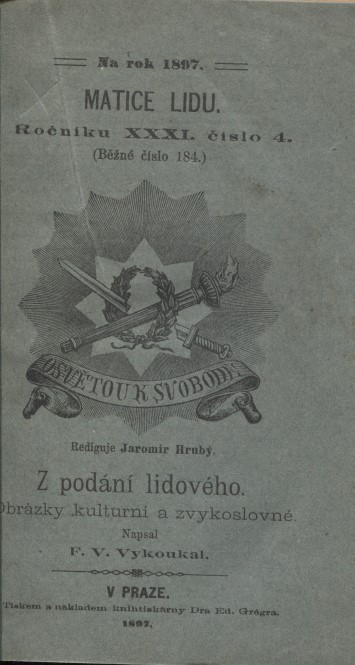 Na rok 1897.
MATICE LIDU.
Ročníku XXXI. číslo 4.
(Běžné číslo 184.)
OSVĚTOU K SVOBODĚ
Rediguje Jaromír Hrubý.
Z podání lidového.
Obrázky kulturní a zvykoslovné.
Napsal
F. V. Vykoukal.
V PRAZE.
Tiskem a nákladem knihtiskárny Dra Ed. Grégra.
1897.